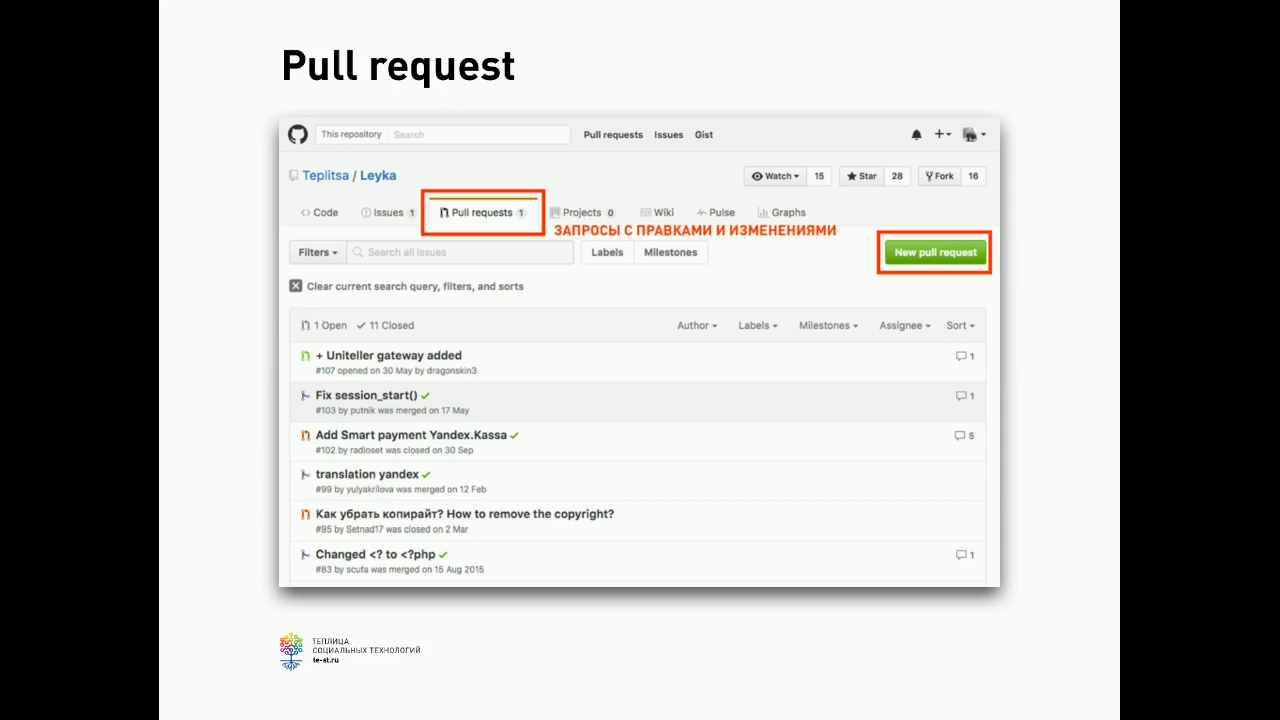 Pull request
This repository Search Pull requests Issues Gist
Teplitsa / Leyka
Watch 15 Star 28 Fork 16
Code Issues 1 Pull requests 1 Projects 0 Wiki Pulse Graphs
ЗАПРОСЫ С ПРАВКАМИ И ИЗМЕНЕНИЯМИ
Filters Search all issues Labels Milestones New pull request
Clear current search query, filters, and sorts
1 Open 11 Closed Author Labels Milestones Assignee Sort
+ Uniteller gateway added 1
#107 opened on 30 May by dragonskin3
Fix session_start() 1
#103 by putnik was merged on 17 May
Add Smart payment Yandex.Kassa 5
#102 by radioset was closed on 30 Sep
translation yandex
#99 by yulyakrilova was merged on 12 Feb
Как убрать копирайт? How to remove the copyright?
#95 by Setnad17 was closed on 2 Mar
Changed <? to <?php 1
#83 by scufa was merged on 15 Aug 2015
ТЕПЛИЦА
СОЦИАЛЬНЫХ ТЕХНОЛОГИЙ
te-st.ru